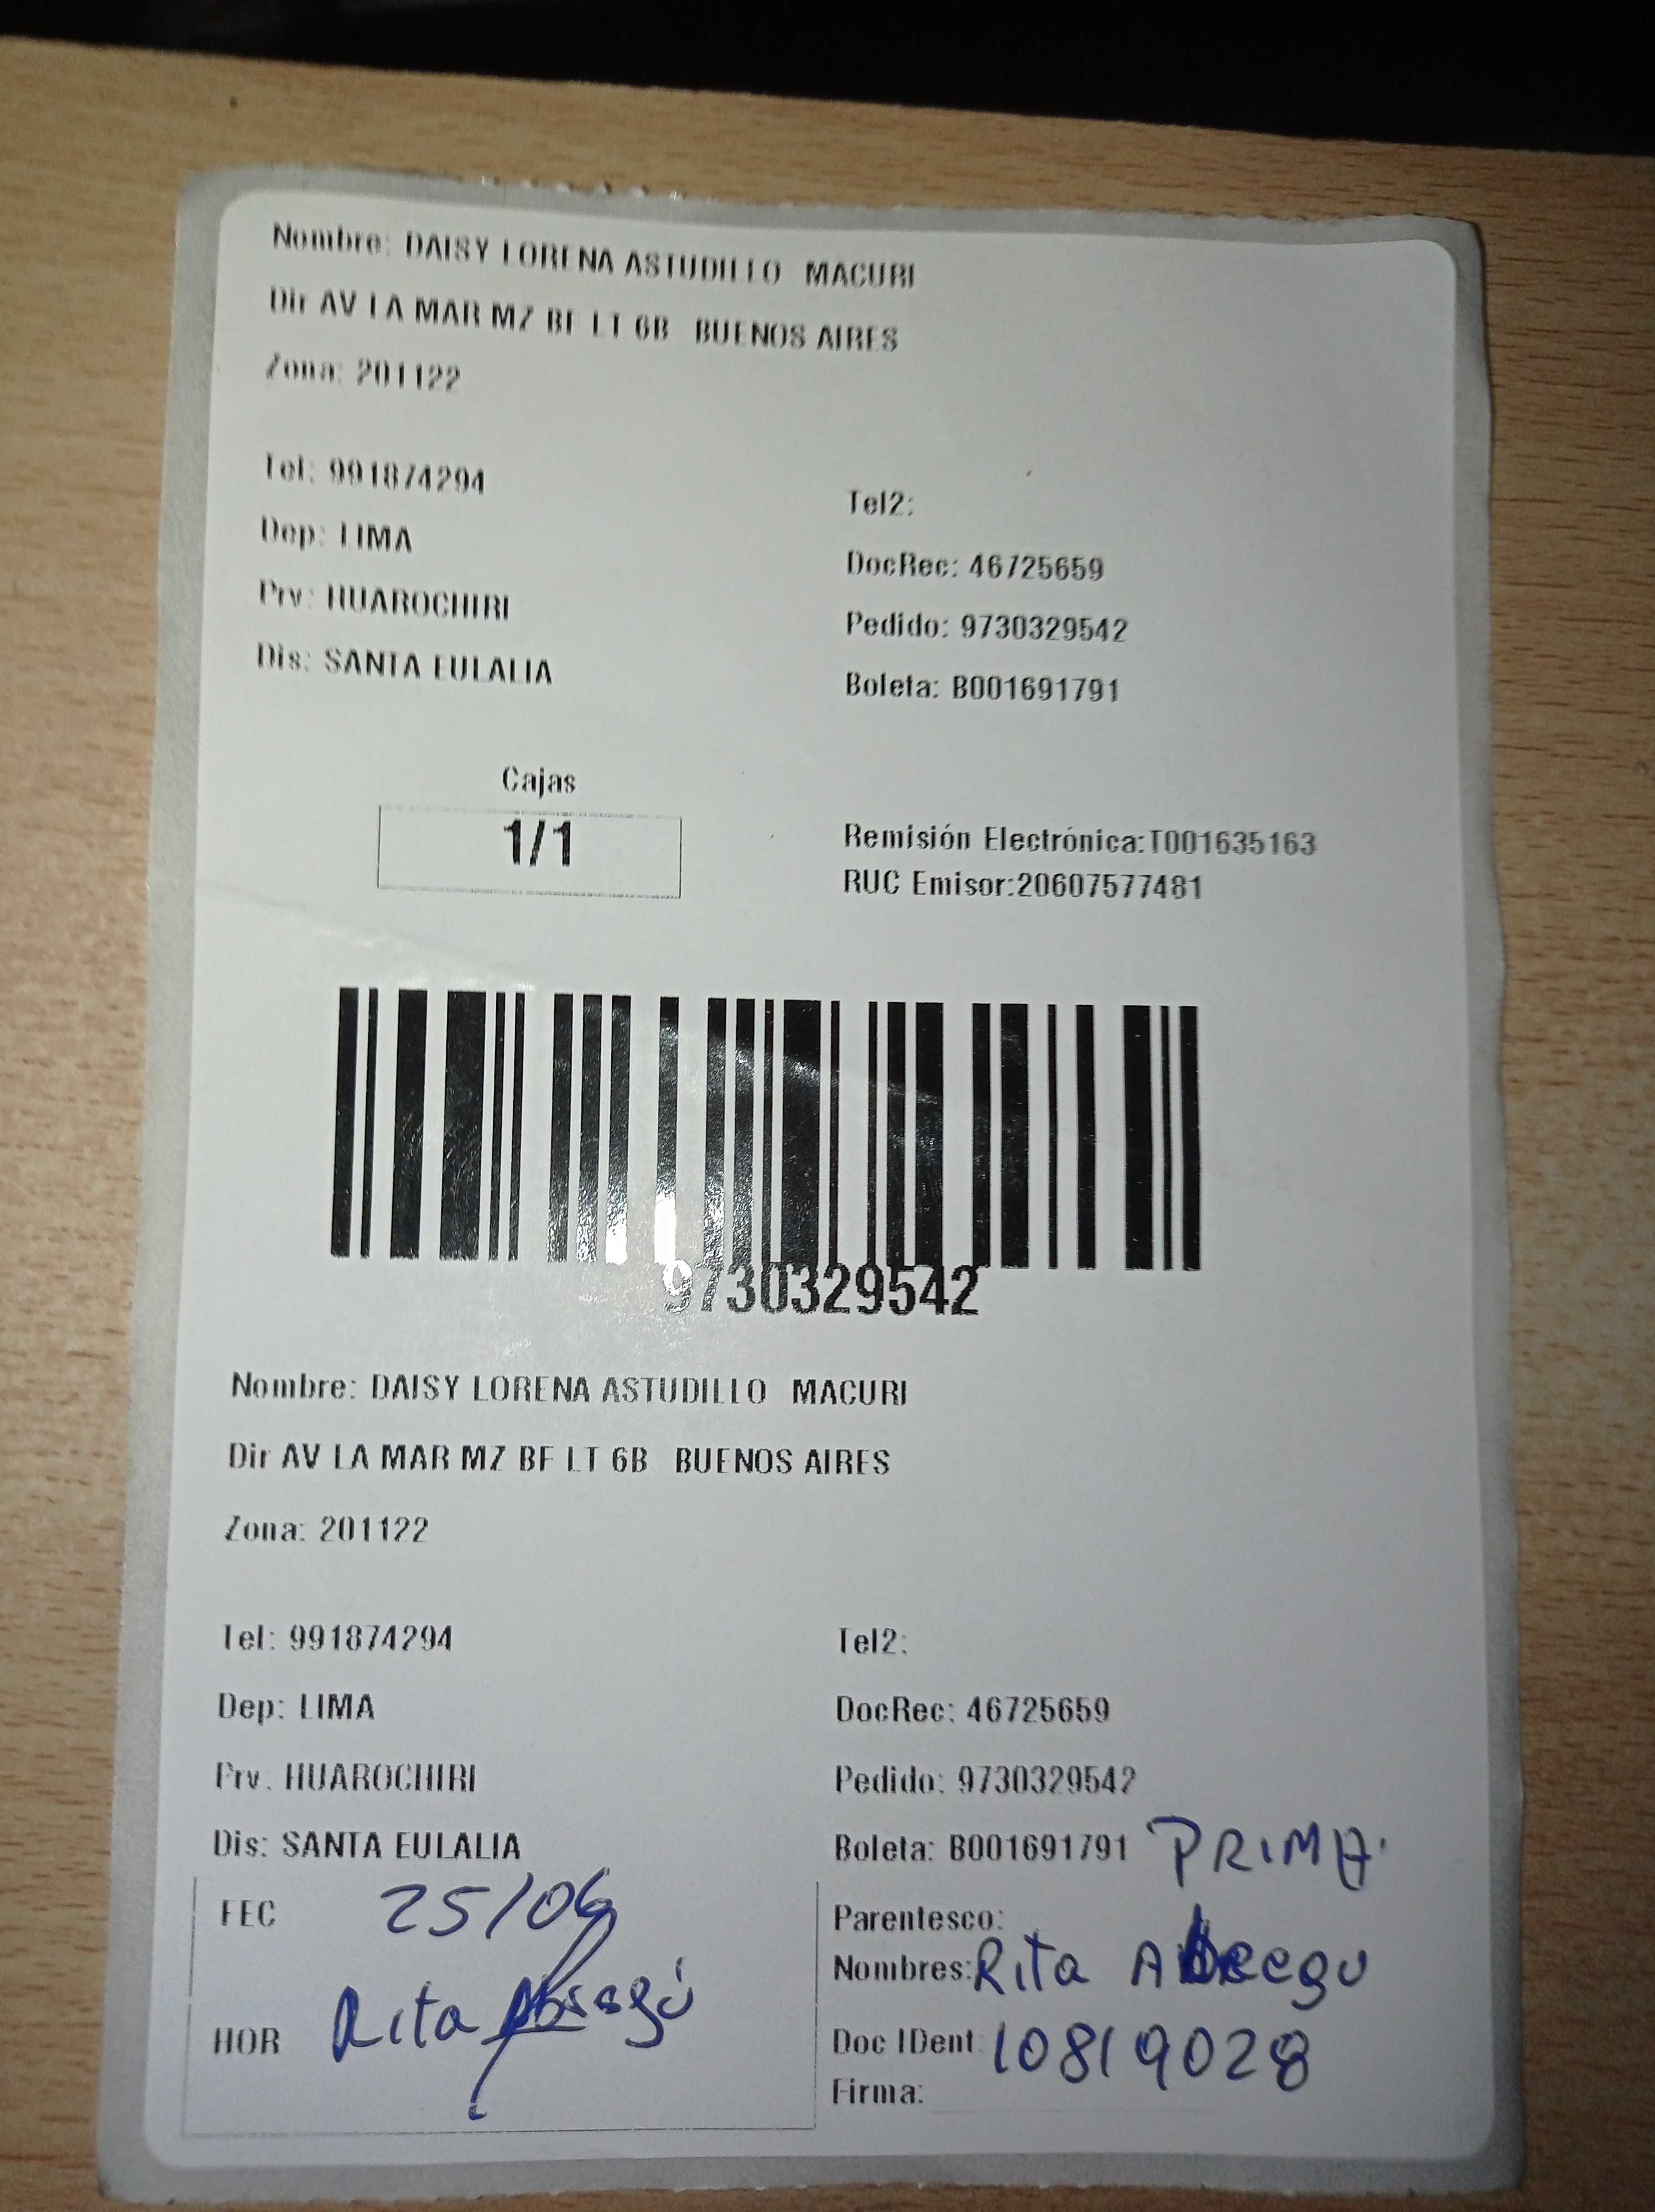 Nombre: DAISY LORENA ASTUDILLO MACURI
Dir AV LA MAR MZ BF LT 6B BUENOS AIRES
Zona: 201122
Tel: 991874294
Tel2:
Dep: LIMA
DocRec: 46725659
Prv: HUAROCHIRI
Pedido: 9730329542
Dis: SANTA EULALIA
Boleta: B001691791
Cajas
1/1
Remisión Electrónica:T001635163
RUC Emisor:20607577481
9730329542
Nombre: DAISY LORENA ASTUDILLO MACURI
Dir AV LA MAR MZ BF LT 6B BUENOS AIRES
Zona: 201122
Tel: 991874294
Tel2:
Dep: LIMA
DocRec: 46725659
Prv. HUAROCHIRI
Pedido: 9730329542
Dis: SANTA EULALIA
Boleta: B001691791 PRIMA.
FEC 25/06
Parentesco:
Nombres: Rita Abregu
HOR Rita Abregú
Doc IDent: 10819028
Firma: